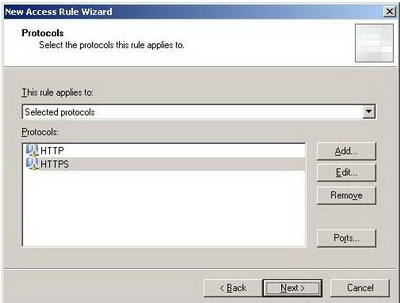 New Access Rule Wizard
Protocols
Select the protocols this rule applies to.
This rule applies to:
Selected protocols
Protocols:
HTTP
HTTPS
Add...
Edit...
Remove
Ports...
< Back
Next >
Cancel